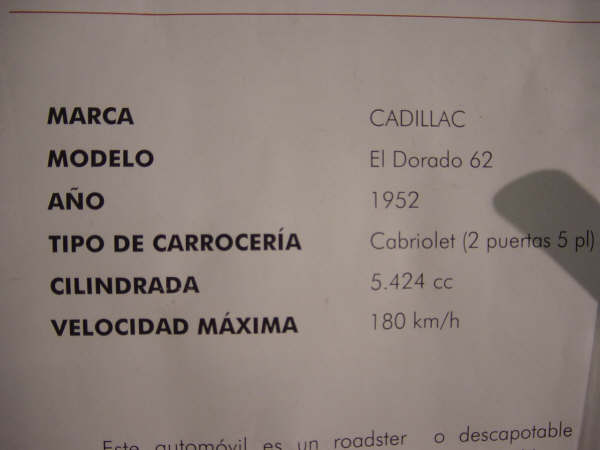 MARCA CADILLAC
MODELO El Dorado 62
AÑO 1952
TIPO DE CARROCERÍA Cabriolet (2 puertas 5 pl)
CILINDRADA 5.424 cc
VELOCIDAD MÁXIMA 180 km/h
Este automóvil es un roadster o descapotable